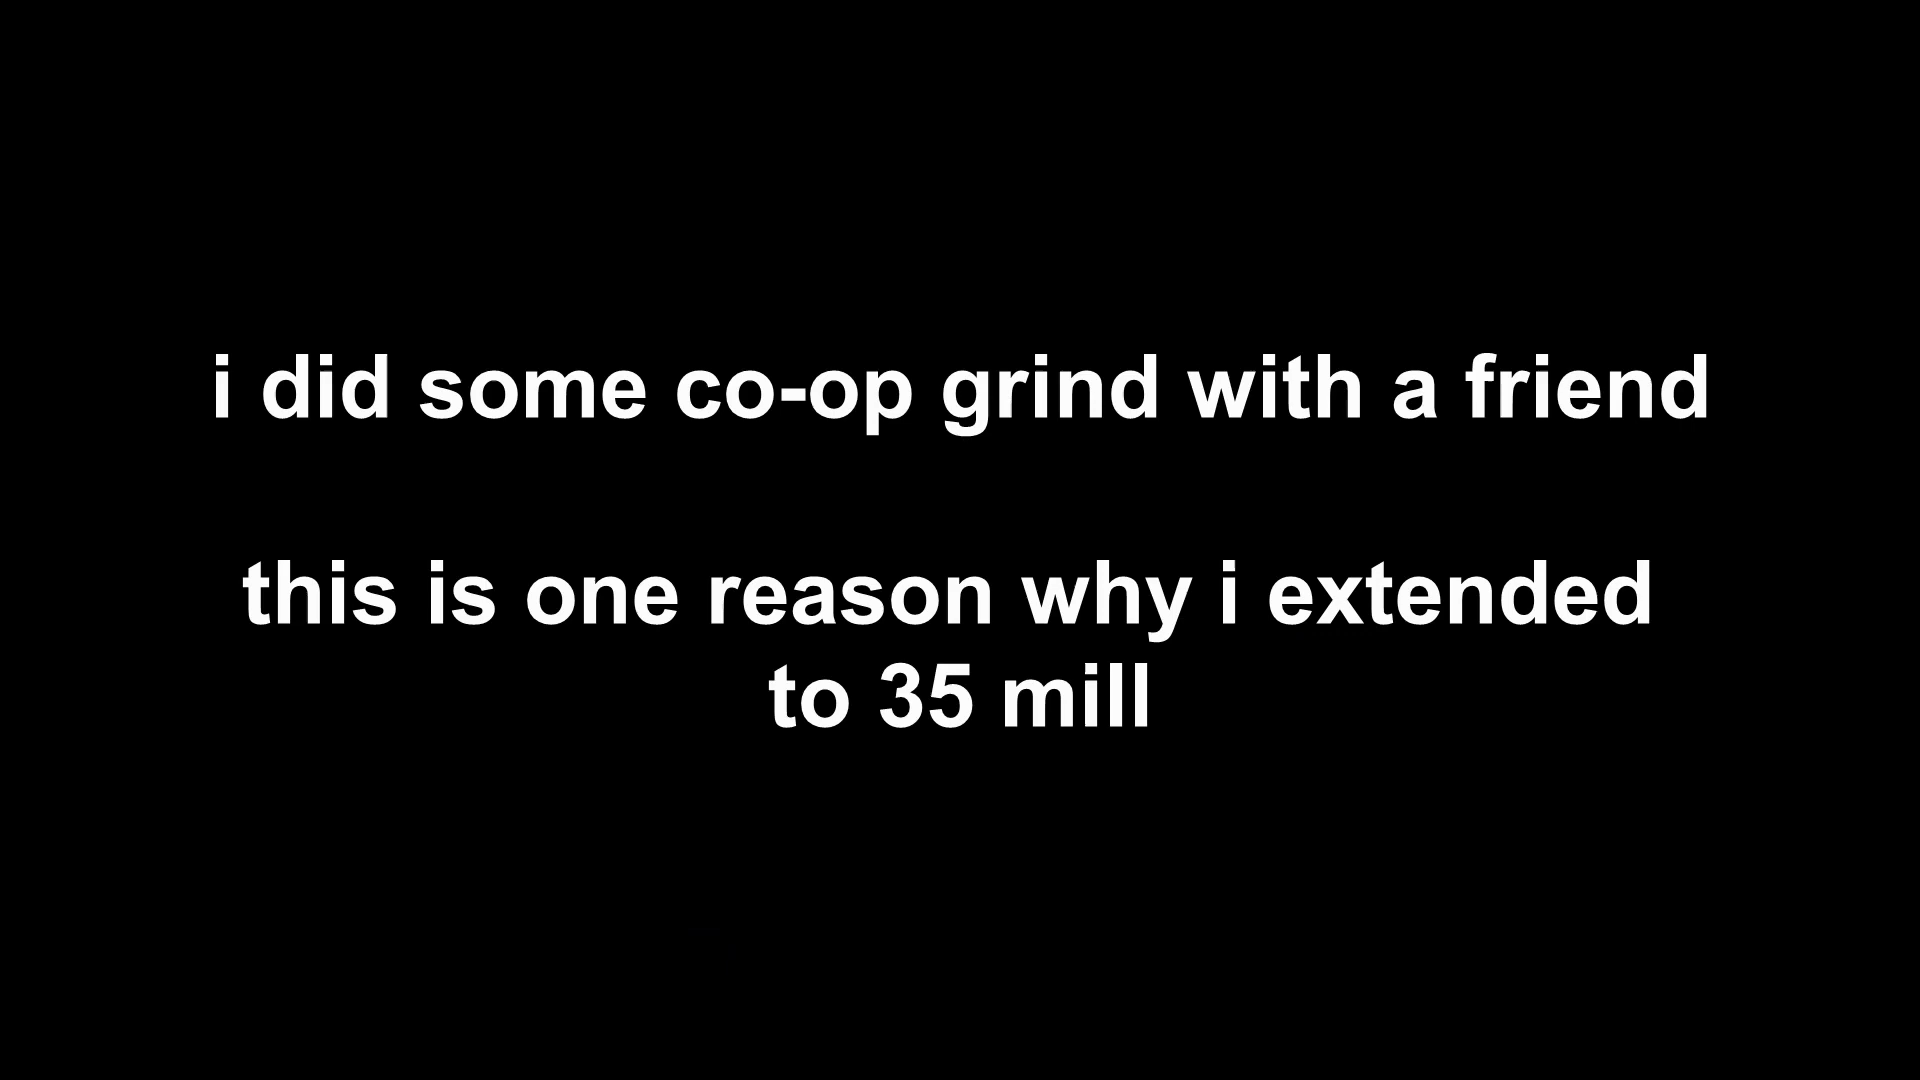 i did some co-op grind with a friend
this is one reason why i extended
to 35 mill